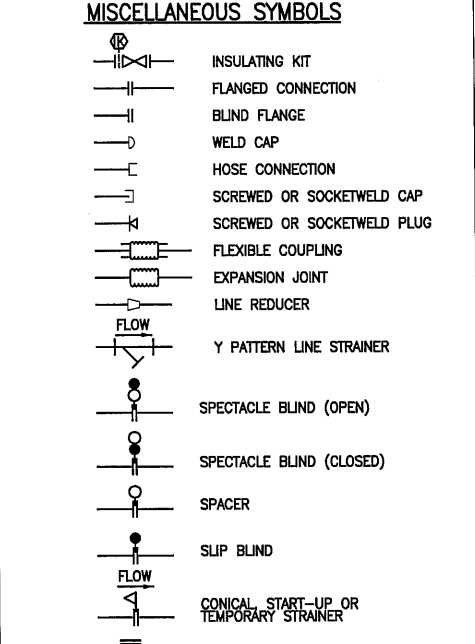 MISCELLANEOUS SYMBOLS
IK
INSULATING KIT
FLANGED CONNECTION
BLIND FLANGE
WELD CAP
HOSE CONNECTION
SCREWED OR SOCKETWELD CAP
SCREWED OR SOCKETWELD PLUG
FLEXIBLE COUPLING
EXPANSION JOINT
LINE REDUCER
FLOW
Y PATTERN LINE STRAINER
SPECTACLE BLIND (OPEN)
SPECTACLE BLIND (CLOSED)
SPACER
SLIP BLIND
FLOW
CONICAL, START-UP OR
TEMPORARY STRAINER